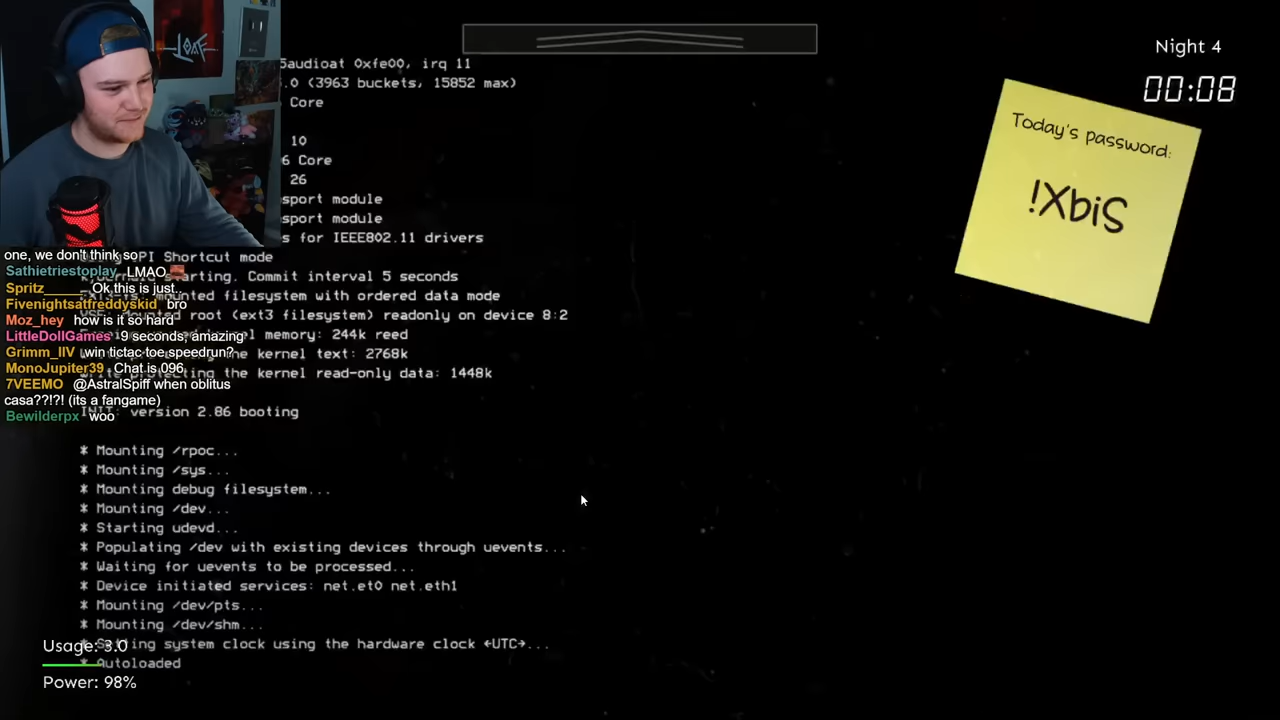 LOAF
5audioat 0xfe00, irq 11
.0 (3963 buckets, 15852 max)
Core
10
6 Core
26
sport module
sport module
s for IEEE802.11 drivers
PI Shortcut mode
starting. Commit interval 5 seconds
mounted filesystem with ordered data mode
Mounted root (ext3 filesystem) readonly on device 8:2
memory: 244k reed
the kernel text: 2768k
the kernel read-only data: 1448k
INIT: version 2.86 booting
* Mounting /rpoc...
* Mounting /sys...
* Mounting debug filesystem...
* Mounting /dev...
* Starting udevd...
* Populating /dev with existing devices through uevents...
* Waiting for uevents to be processed...
* Device initiated services: net.et0 net.eth1
* Mounting /dev/pts...
* Mounting /dev/shm...
* Setting system clock using the hardware clock ←UTC→...
* Autoloaded
one, we don't think so
Sathietriestoplay LMAO
Spritz_____ Ok this is just..
Fivenightsatfreddyskid bro
Moz_hey how is it so hard
LittleDollGames -9 seconds, amazing
Grimm_IIV win tictac toe speedrun?
MonoJupiter39 Chat is 096
7VEEMO @AstralSpiff when oblitus
casa??!?! (its a fangame)
Bewilderpx woo
Usage: 3.0
Power: 98%
Night 4
00:08
Today's password:
!XbiS